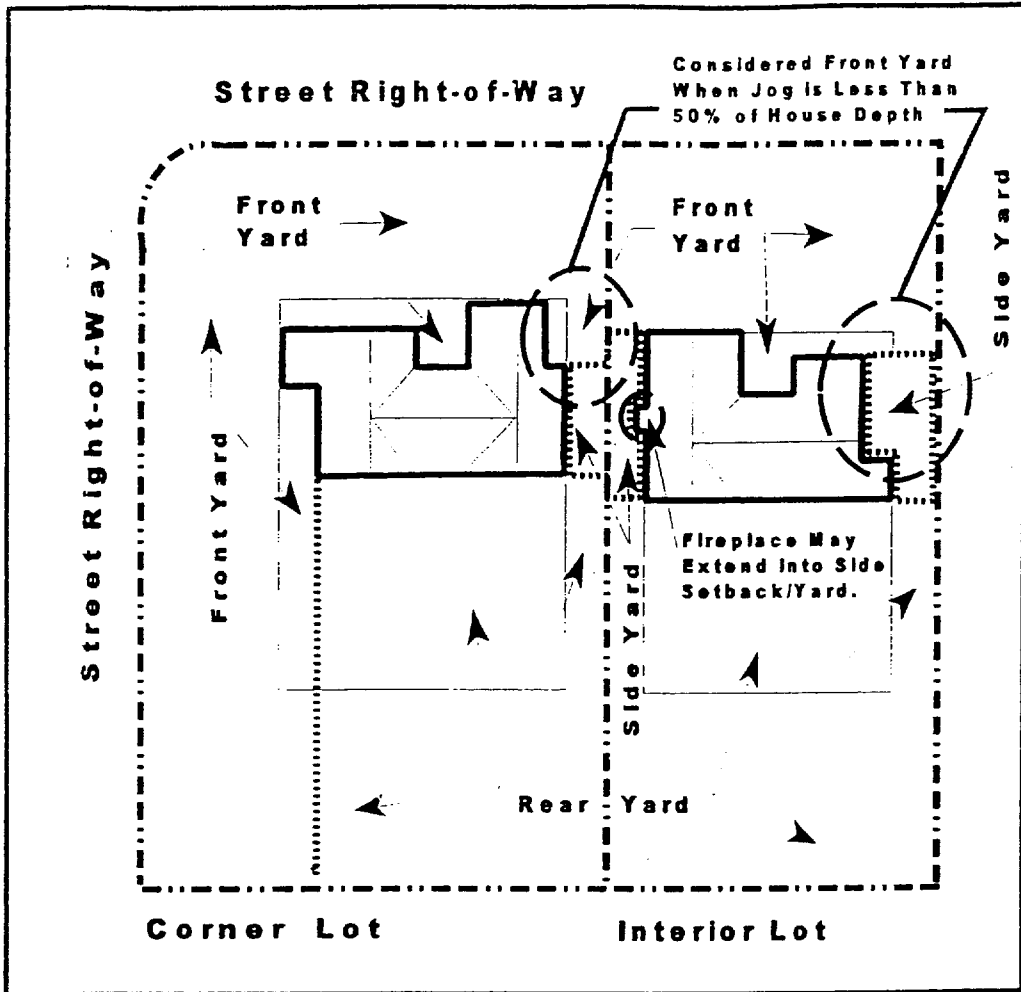 Street Right-of-Way
Considered Front Yard
When Jog is Less Than
50% of House Depth
Front
Yard
Front
Yard
Side Yard
Street Right-of-Way
Front Yard
Fireplace May
Extend into Side
Setback/Yard.
Side Yard
Rear Yard
Corner Lot
Interior Lot